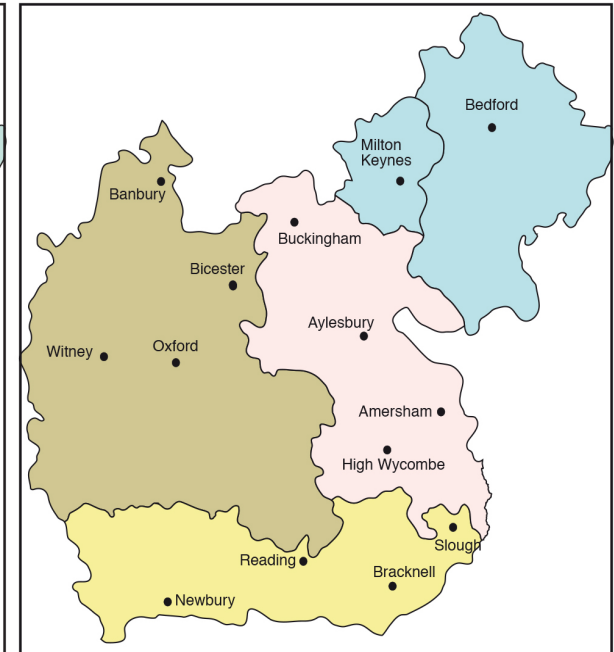 Bedford
Milton
Keynes
Banbury
Buckingham
Bicester
Aylesbury
Witney
Oxford
Amersham
High Wycombe
Slough
Reading
Bracknell
Newbury